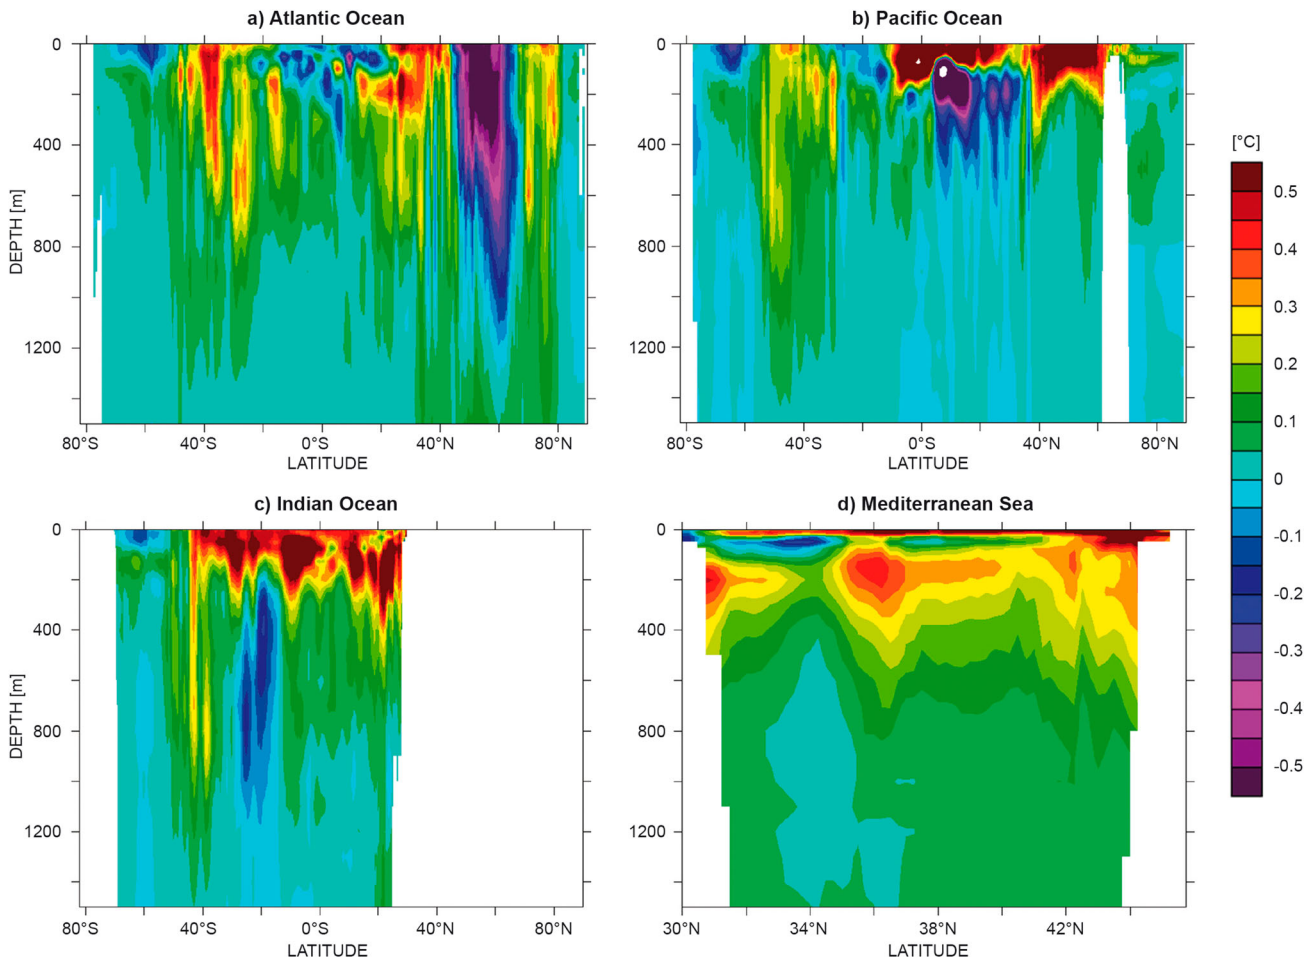 a) Atlantic Ocean
b) Pacific Ocean
0
400
800
1200
DEPTH [m]
80°S
40°S
0°S
40°N
80°N
LATITUDE
0
400
800
1200
80°S
40°S
0°S
40°N
80°N
LATITUDE
[°C]
0.5
0.4
0.3
0.2
0.1
0
-0.1
-0.2
-0.3
-0.4
-0.5
c) Indian Ocean
d) Mediterranean Sea
0
400
800
1200
DEPTH [m]
80°S
40°S
0°S
40°N
80°N
LATITUDE
0
400
800
1200
30°N
34°N
38°N
42°N
LATITUDE